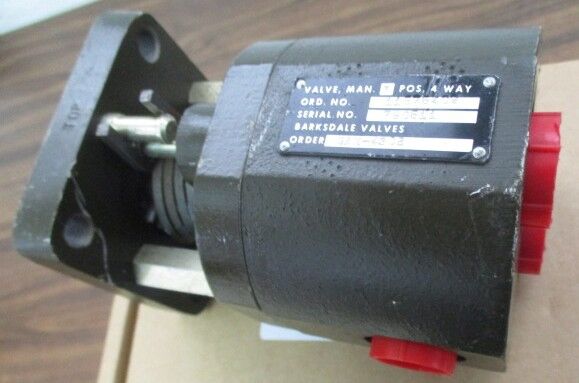 TOP
VALVE, MAN. POS. 4 WAY
ORD. NO.
SERIAL NO.
BARKSDALE VALVES
ORDER